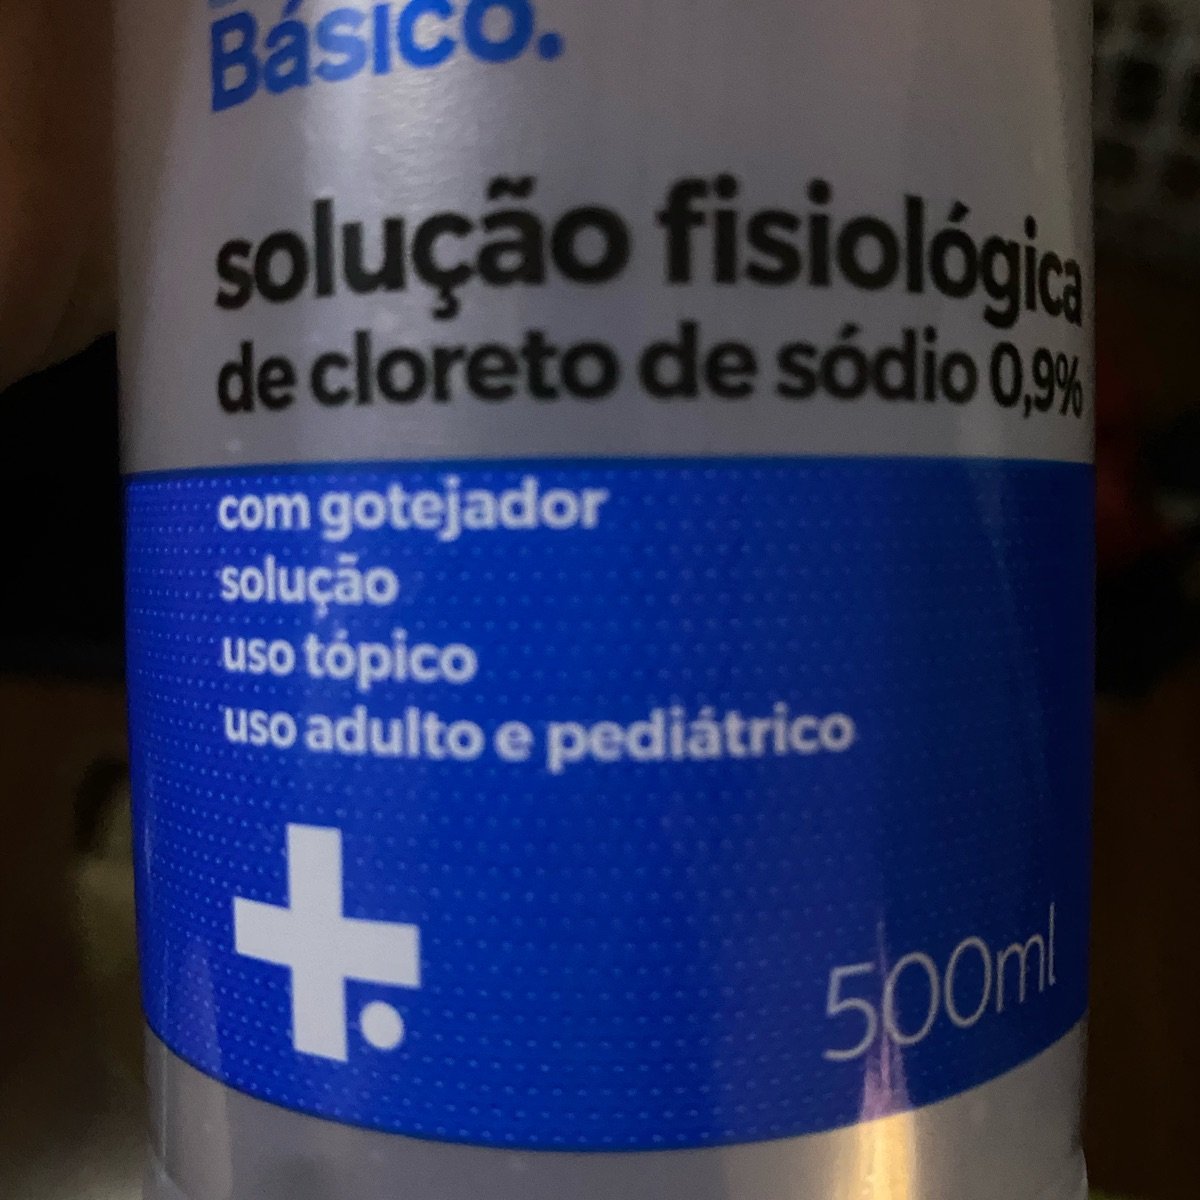 Básico.
solução fisiológica
de cloreto de sódio 0,9%
com gotejador
solução
uso tópico
uso adulto e pediátrico
500ml